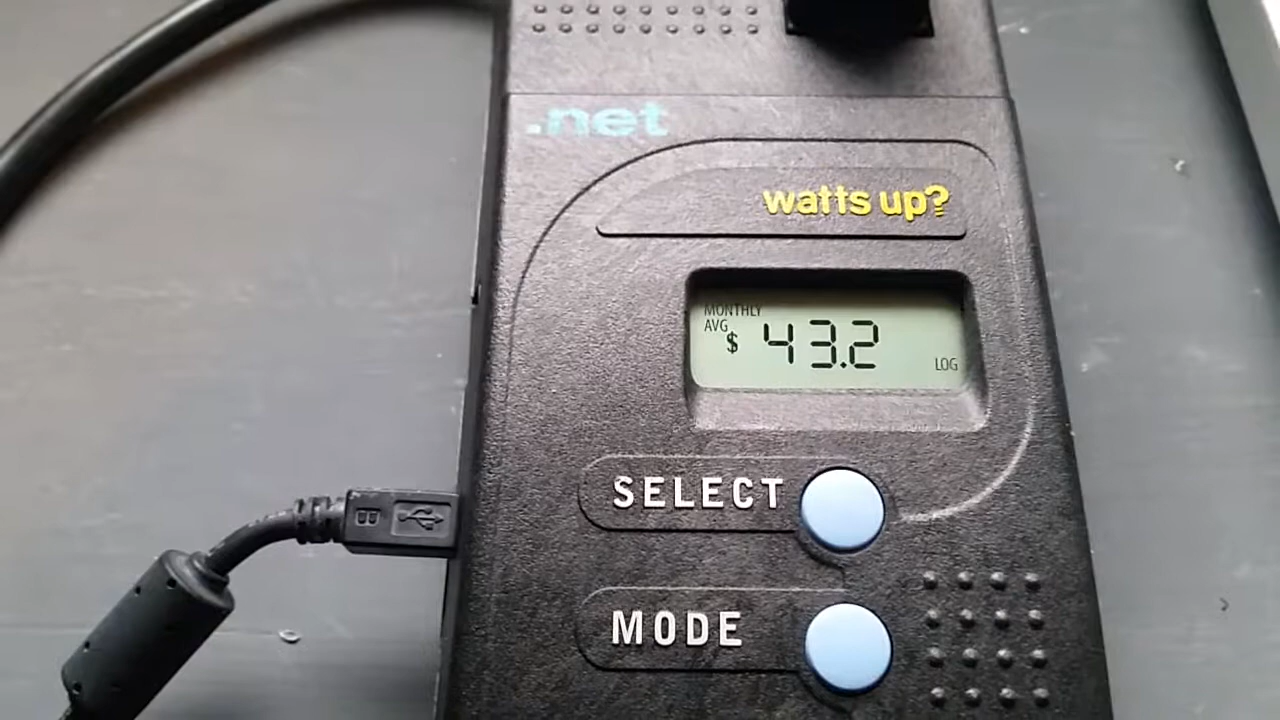 .net
watts up?
MONTHLY
AVG $ 43.2
LOG
SELECT
B
MODE